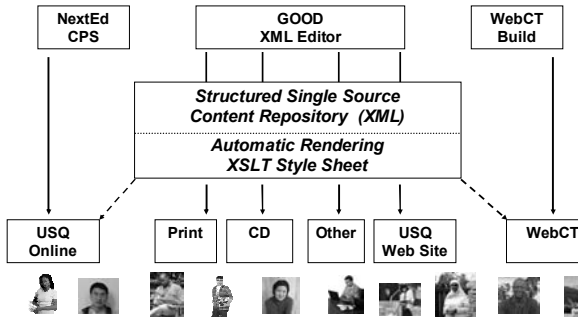 NextEd
CPS
GOOD
XML Editor
WebCT
Build
Structured Single Source
Content Repository  (XML)
Automatic Rendering
XSLT Style Sheet
USQ
Online
Print
CD
Other
USQ
Web Site
WebCT